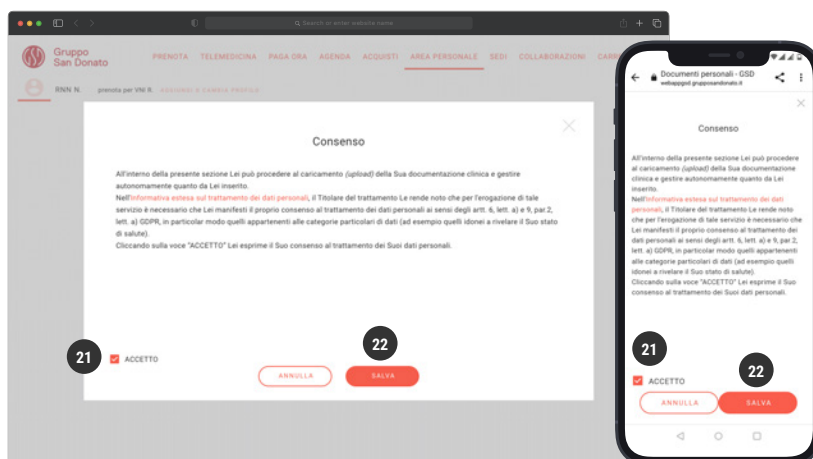 Search or enter website name
Gruppo
San Donato
PRENOTA TELEMEDICINA PAGA ORA AGENDA ACQUISTI AREA PERSONALE SEDI COLLABORAZIONI
RNN N. prenota per VNI R. AGGIUNGI O CAMBIA PROFILO
Consenso
All'interno della presente sezione Lei può procedere al caricamento (upload) della Sua documentazione clinica e gestire
autonomamente quanto da Lei inserito.
Nell'Informativa estesa sul trattamento dei dati personali, il Titolare del trattamento Le rende noto che per l'erogazione di tale
servizio è necessario che Lei manifesti il proprio consenso al trattamento dei dati personali ai sensi degli artt. 6, lett. a) e 9, par.2,
lett. a) GDPR, in particolar modo quelli appartenenti alle categorie particolari di dati (ad esempio quelli idonei a rivelare il Suo stato
di salute).
Cliccando sulla voce "ACCETTO" Lei esprime il Suo consenso al trattamento dei Suoi dati personali.
21
ACCETTO
22
ANNULLA
SALVA
Documenti personali - GSD
webappgsd.grupposandonato.it
Consenso
All'interno della presente sezione Lei può procedere
al caricamento (upload) della Sua documentazione
clinica e gestire autonomamente quanto da Lei
inserito.
Nell'Informativa estesa sul trattamento dei dati
personali, il Titolare del trattamento Le rende noto
che per l'erogazione di tale servizio è necessario che
Lei manifesti il proprio consenso al trattamento dei
dati personali ai sensi degli artt. 6, lett. a) e 9, par.2,
lett. a) GDPR, in particolar modo quelli appartenenti
alle categorie particolari di dati (ad esempio quelli
idonei a rivelare il Suo stato di salute).
Cliccando sulla voce "ACCETTO" Lei esprime il Suo
consenso al trattamento dei Suoi dati personali.
21
ACCETTO
22
ANNULLA
SALVA